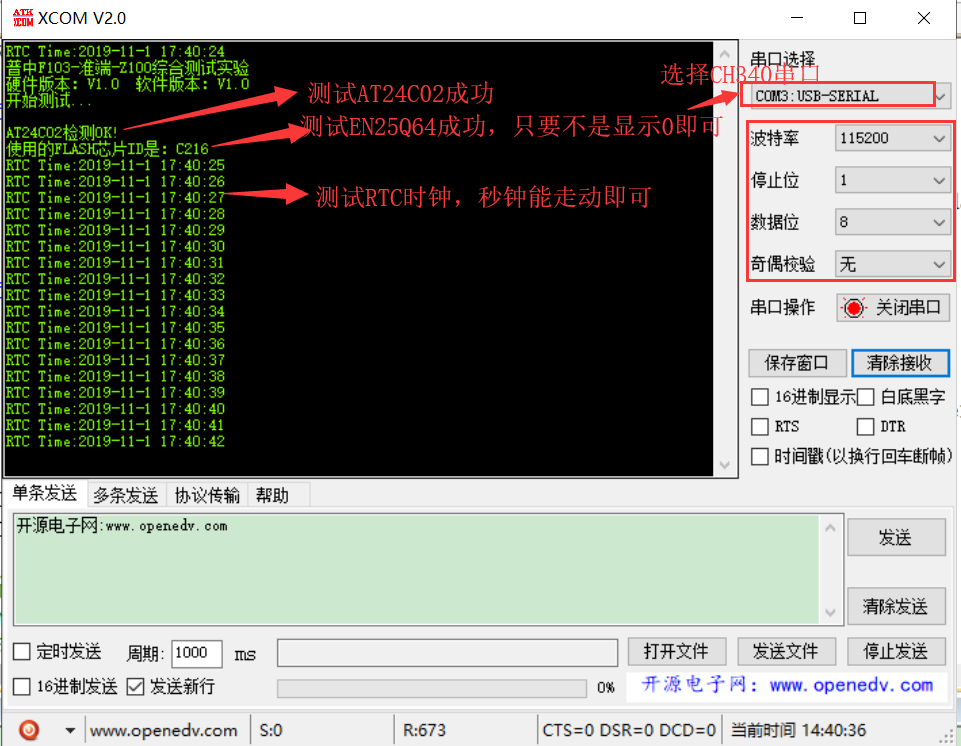 ATK XCOM XCOM V2.0
RTC Time:2019-11-1 17:40:24
普中F103-准端-Z100综合测试实验
硬件版本：V1.0 软件版本：V1.0
开始测试...
AT24C02检测OK!
使用的FLASH芯片ID是：C216
RTC Time:2019-11-1 17:40:25
RTC Time:2019-11-1 17:40:26
RTC Time:2019-11-1 17:40:27
RTC Time:2019-11-1 17:40:28
RTC Time:2019-11-1 17:40:29
RTC Time:2019-11-1 17:40:30
RTC Time:2019-11-1 17:40:31
RTC Time:2019-11-1 17:40:32
RTC Time:2019-11-1 17:40:33
RTC Time:2019-11-1 17:40:34
RTC Time:2019-11-1 17:40:35
RTC Time:2019-11-1 17:40:36
RTC Time:2019-11-1 17:40:37
RTC Time:2019-11-1 17:40:38
RTC Time:2019-11-1 17:40:39
RTC Time:2019-11-1 17:40:40
RTC Time:2019-11-1 17:40:41
RTC Time:2019-11-1 17:40:42
测试AT24C02成功
测试EN25Q64成功，只要不是显示0即可
测试RTC时钟，秒钟能走动即可
串口选择
选择CH340串口
COM3:USB-SERIAL
波特率 115200
停止位 1
数据位 8
奇偶校验 无
串口操作 关闭串口
保存窗口 清除接收
16进制显示 白底黑字
RTS DTR
时间戳(以换行回车断帧)
单条发送 多条发送 协议传输 帮助
开源电子网:www.openedv.com
发送
清除发送
定时发送 周期: 1000 ms 打开文件 发送文件 停止发送
16进制发送 发送新行 0% 开源电子网：www.openedv.com
www.openedv.com S:0 R:673 CTS=0 DSR=0 DCD=0 当前时间 14:40:36